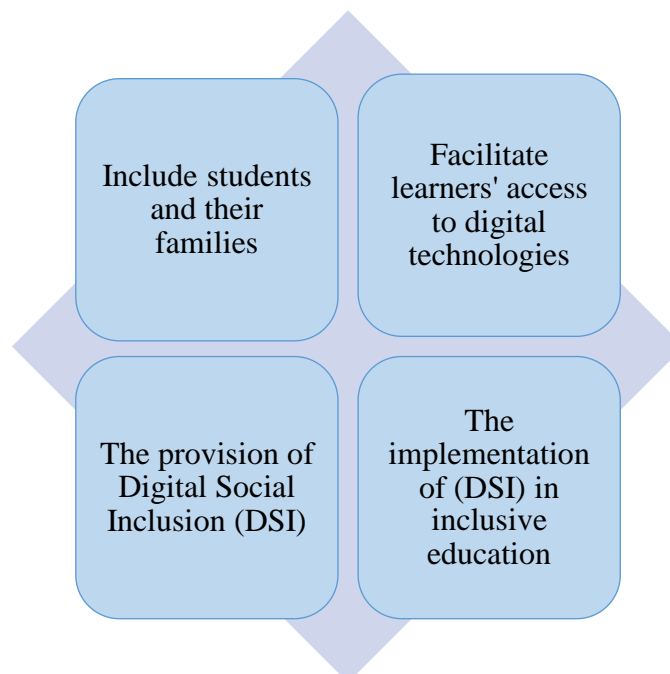 Include students
and their
families
Facilitate
learners' access
to digital
technologies
The provision of
Digital Social
Inclusion (DSI)
The
implementation
of (DSI) in
inclusive
education